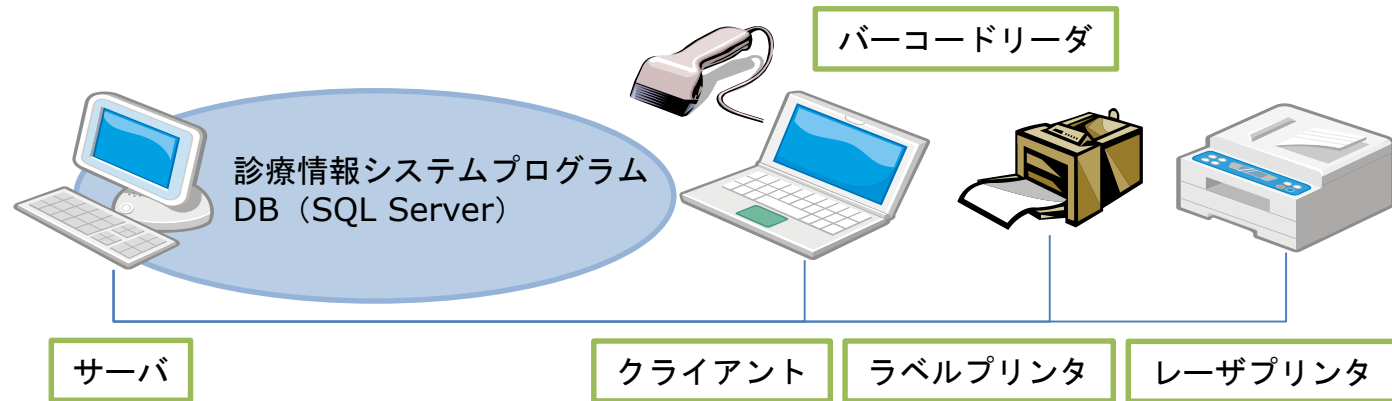 バーコードリーダ
診療情報システムプログラム
DB（SQL Server）
サーバ
クライアント
ラベルプリンタ
レーザプリンタ